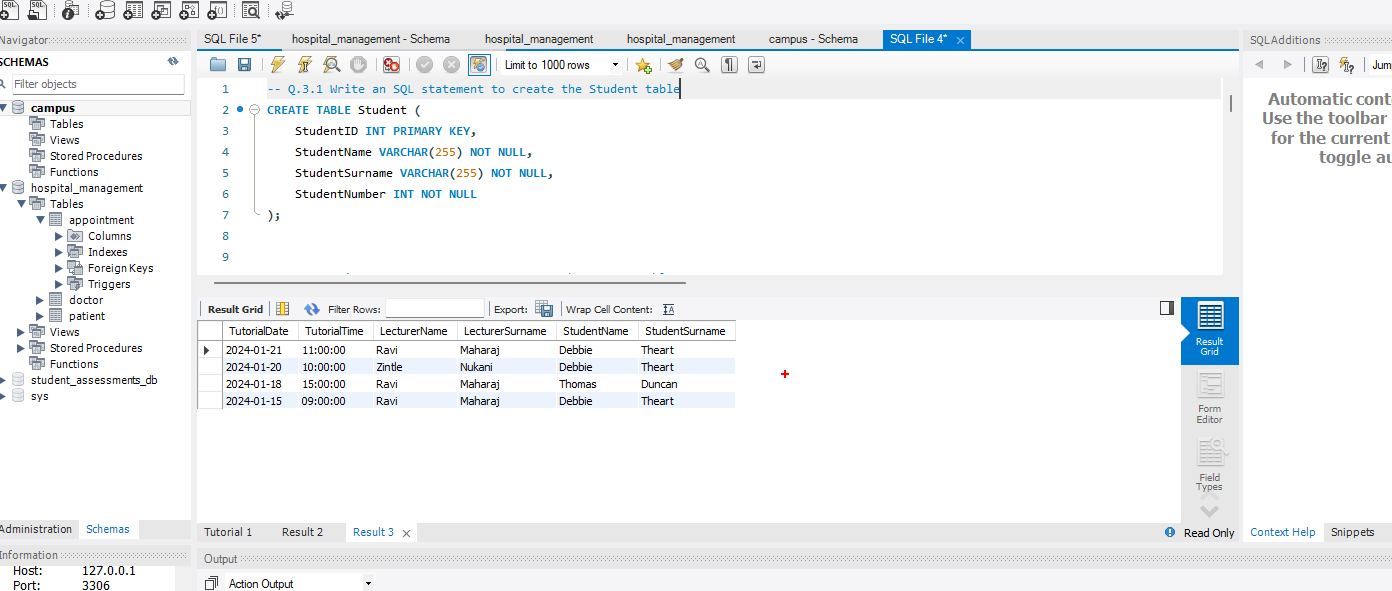 SQL SQL
Navigator
SCHEMAS
Filter objects
campus
Tables
Views
Stored Procedures
Functions
hospital_management
Tables
appointment
Columns
Indexes
Foreign Keys
Triggers
doctor
patient
Views
Stored Procedures
Functions
student_assessments_db
sys
Administration Schemas
Information
Host: 127.0.0.1
Port: 3306
SQL File 5* hospital_management - Schema hospital_management hospital_management campus - Schema SQL File 4*
Limit to 1000 rows
1 -- Q.3.1 Write an SQL statement to create the Student table
2 CREATE TABLE Student (
3 StudentID INT PRIMARY KEY,
4 StudentName VARCHAR(255) NOT NULL,
5 StudentSurname VARCHAR(255) NOT NULL,
6 StudentNumber INT NOT NULL
7 );
8
9
Result Grid Filter Rows: Export: Wrap Cell Content:
TutorialDate TutorialTime LecturerName LecturerSurname StudentName StudentSurname
2024-01-21 11:00:00 Ravi Maharaj Debbie Theart
2024-01-20 10:00:00 Zintle Nukani Debbie Theart
2024-01-18 15:00:00 Ravi Maharaj Thomas Duncan
2024-01-15 09:00:00 Ravi Maharaj Debbie Theart
Result
Grid
Form
Editor
Field
Types
Tutorial 1 Result 2 Result 3
Read Only
Output
Action Output
SQLAdditions
Jum
Automatic cont
Use the toolbar
for the current
toggle au
Context Help Snippets